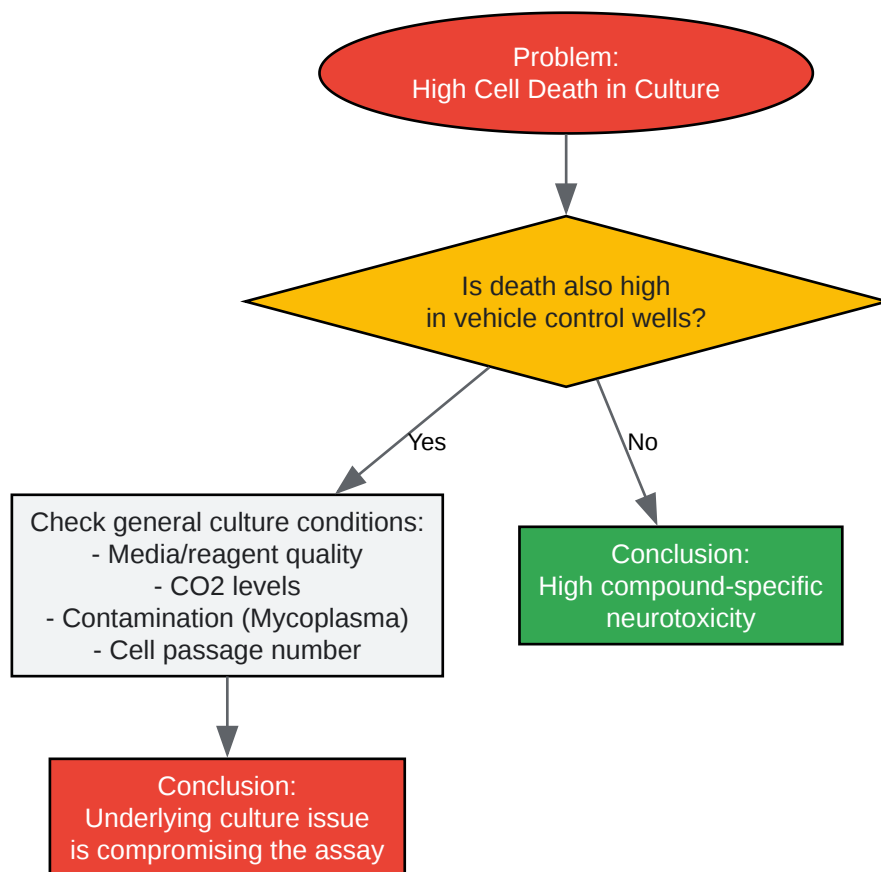 Problem:
High Cell Death in Culture
Is death also high
in vehicle control wells?
Yes
No
Check general culture conditions:
- Media/reagent quality
- CO2 levels
- Contamination (Mycoplasma)
- Cell passage number
Conclusion:
High compound-specific
neurotoxicity
Conclusion:
Underlying culture issue
is compromising the assay